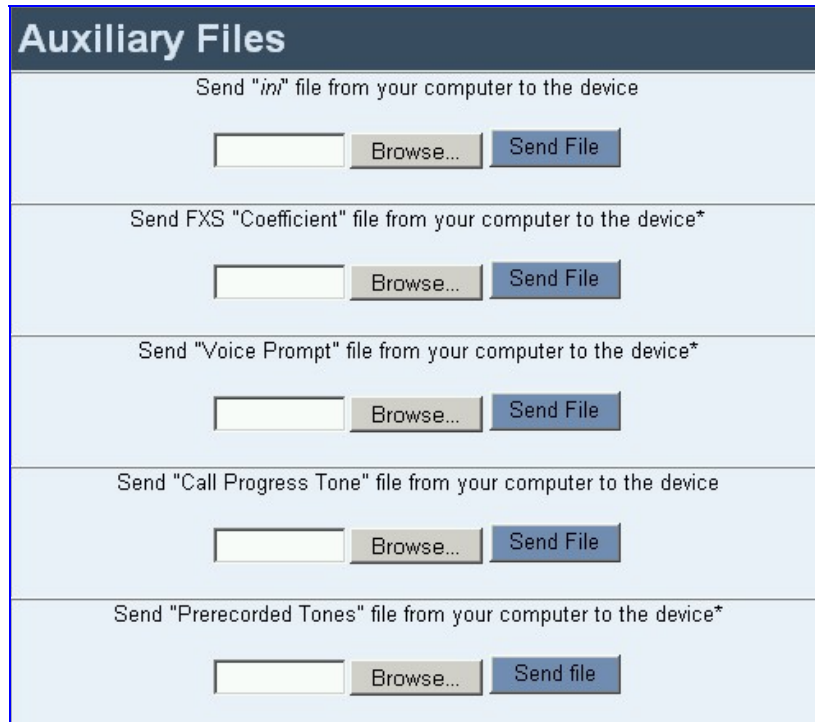 Auxiliary Files
Send "ini" file from your computer to the device
Browse... Send File
Send FXS "Coefficient" file from your computer to the device*
Browse... Send File
Send "Voice Prompt" file from your computer to the device*
Browse... Send File
Send "Call Progress Tone" file from your computer to the device
Browse... Send File
Send "Prerecorded Tones" file from your computer to the device*
Browse... Send file